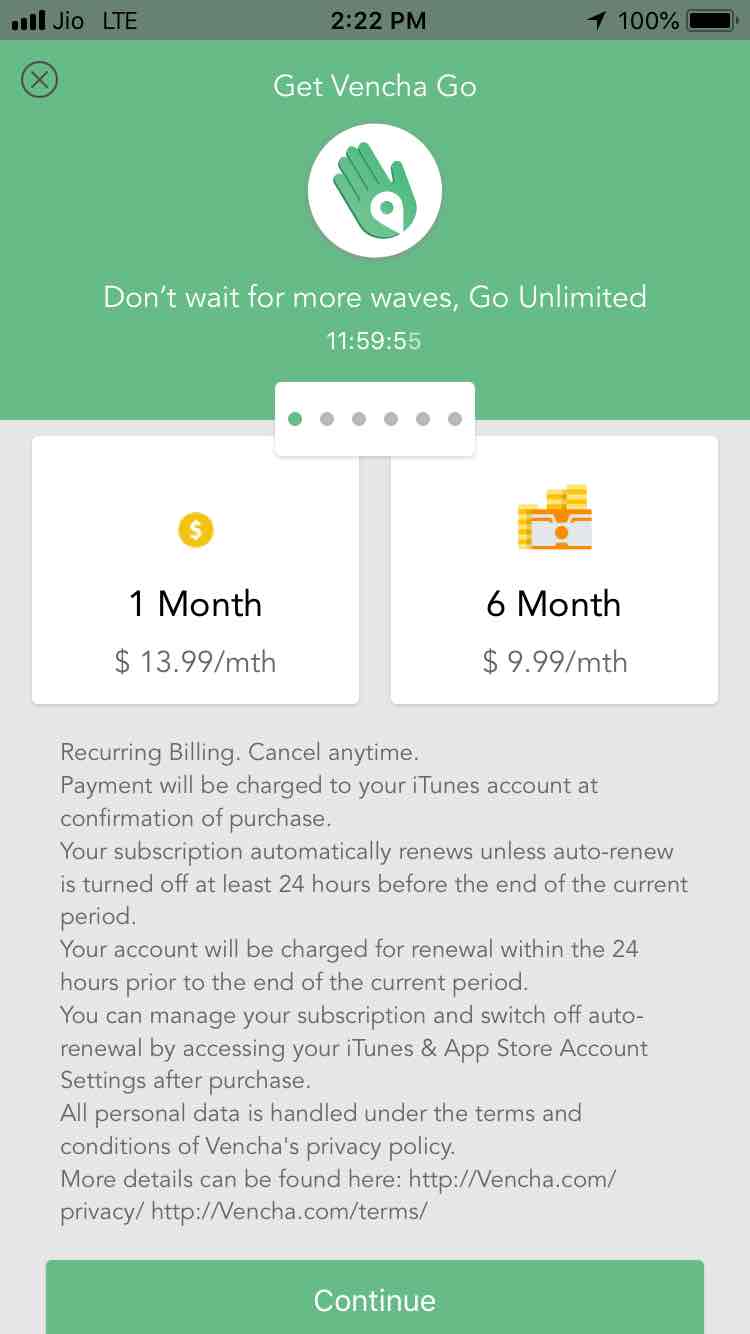 Jio LTE 2:22 PM 100%
Get Vencha Go
Don't wait for more waves, Go Unlimited
11:59:55
1 Month
$ 13.99/mth
6 Month
$ 9.99/mth
Recurring Billing. Cancel anytime.
Payment will be charged to your iTunes account at
confirmation of purchase.
Your subscription automatically renews unless auto-renew
is turned off at least 24 hours before the end of the current
period.
Your account will be charged for renewal within the 24
hours prior to the end of the current period.
You can manage your subscription and switch off auto-
renewal by accessing your iTunes & App Store Account
Settings after purchase.
All personal data is handled under the terms and
conditions of Vencha's privacy policy.
More details can be found here: http://Vencha.com/
privacy/ http://Vencha.com/terms/
Continue